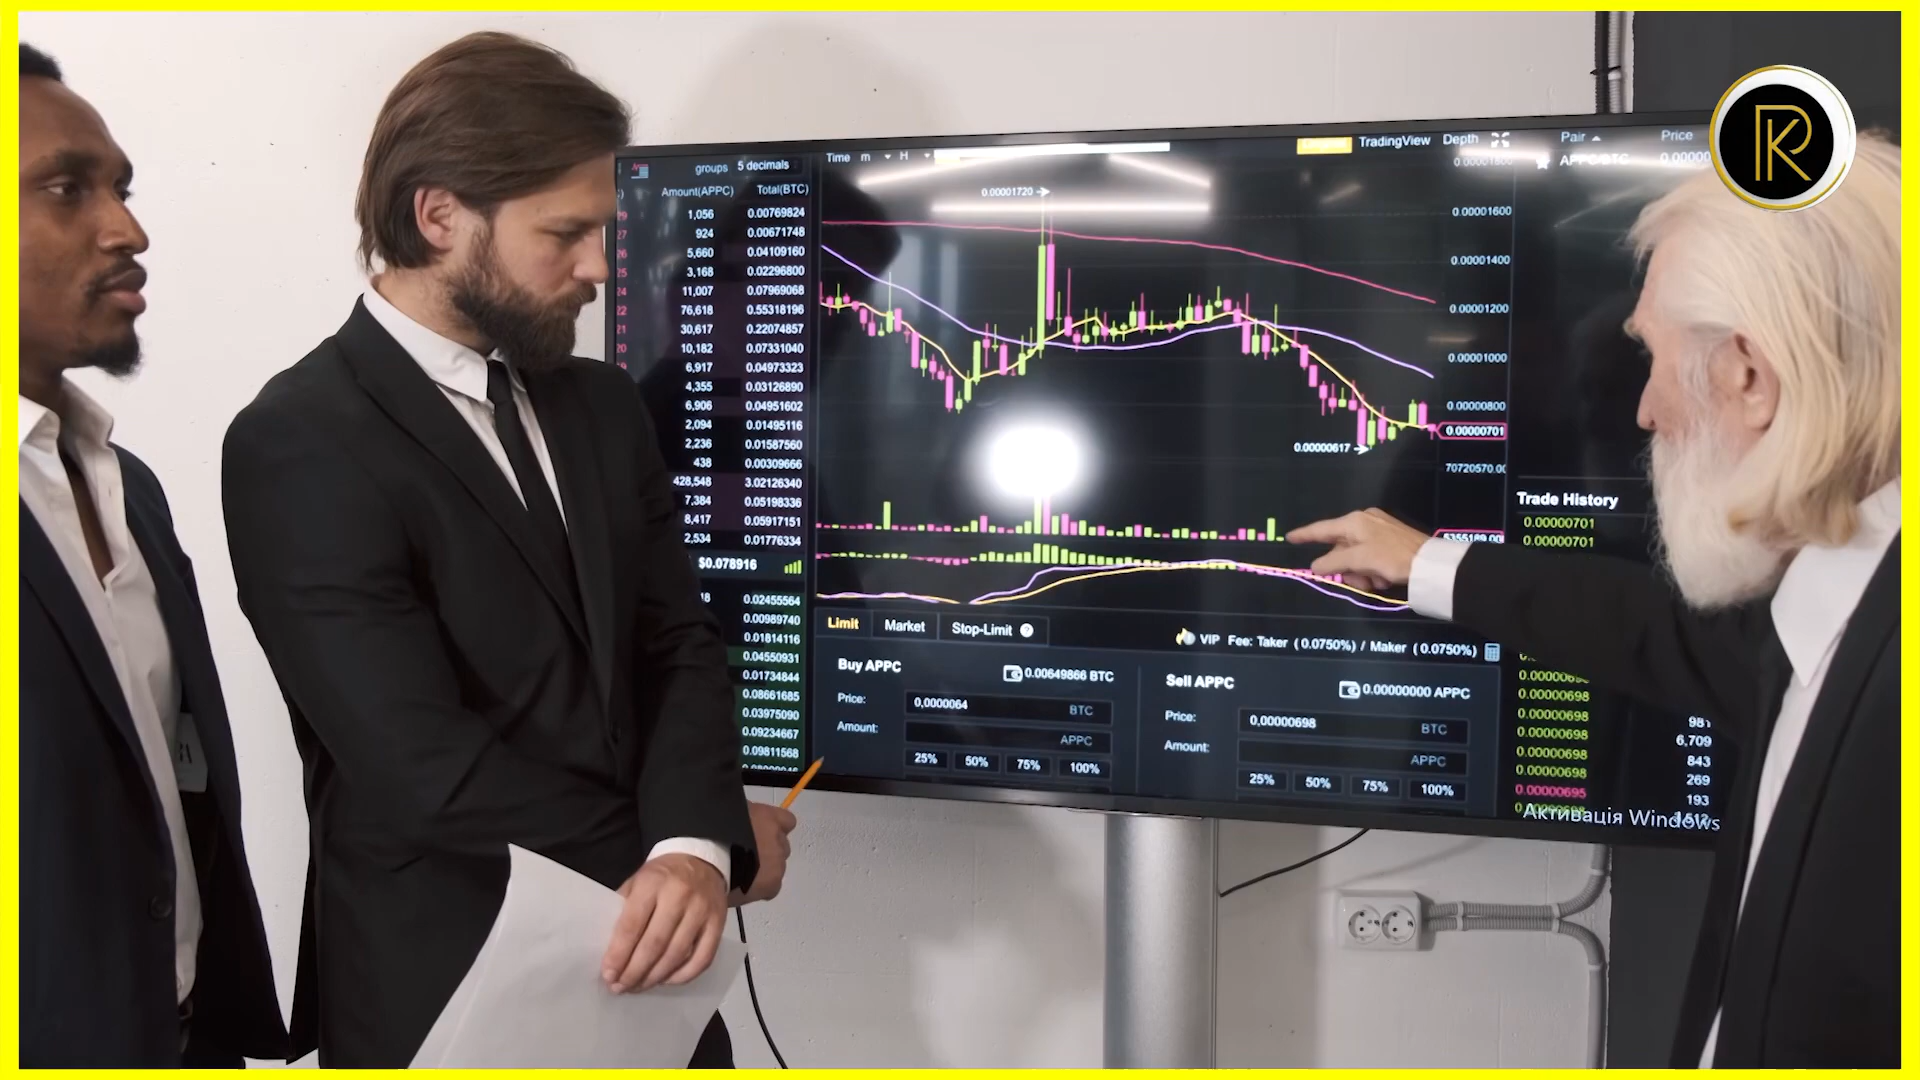 groups 5 decimals
Amount(APPC) Total(BTC)
1,056 0.00769824
924 0.00671748
5,660 0.04109160
3,168 0.02296800
11,007 0.07969068
76,618 0.55318196
30,617 0.22074857
10,182 0.07331040
6,917 0.04973323
4,355 0.03126890
6,906 0.04951602
2,094 0.01495116
2,236 0.01587560
438 0.00309666
428,548 3.02126340
7,384 0.05198336
8,417 0.05917151
2,534 0.01776334
$0.078916
0.02455564
0.00989740
0.01814116
0.04550931
0.01734844
0.08661685
0.03975090
0.09234667
0.09811568
Time m H
TradingView Depth
0.00001720
0.00001800
0.00001600
0.00001400
0.00001200
0.00001000
0.00000800
0.00000701
0.00000617
70720570.00
Limit Market Stop-Limit ?
VIP Fee: Taker ( 0.0750%) / Maker ( 0.0750%)
Buy APPC 0.00649866 BTC
Price: 0,0000064 BTC
Amount: APPC
25% 50% 75% 100%
Sell APPC 0.00000000 APPC
Price: 0,00000698 BTC
Amount: APPC
25% 50% 75% 100%
Pair Price
APPC/BTC 0.00000
Trade History
0.00000701
0.00000701
0.00000698
0.00000698 981
0.00000698 6,709
0.00000698 843
0.00000698 269
0.00000695 193
Активація Windows